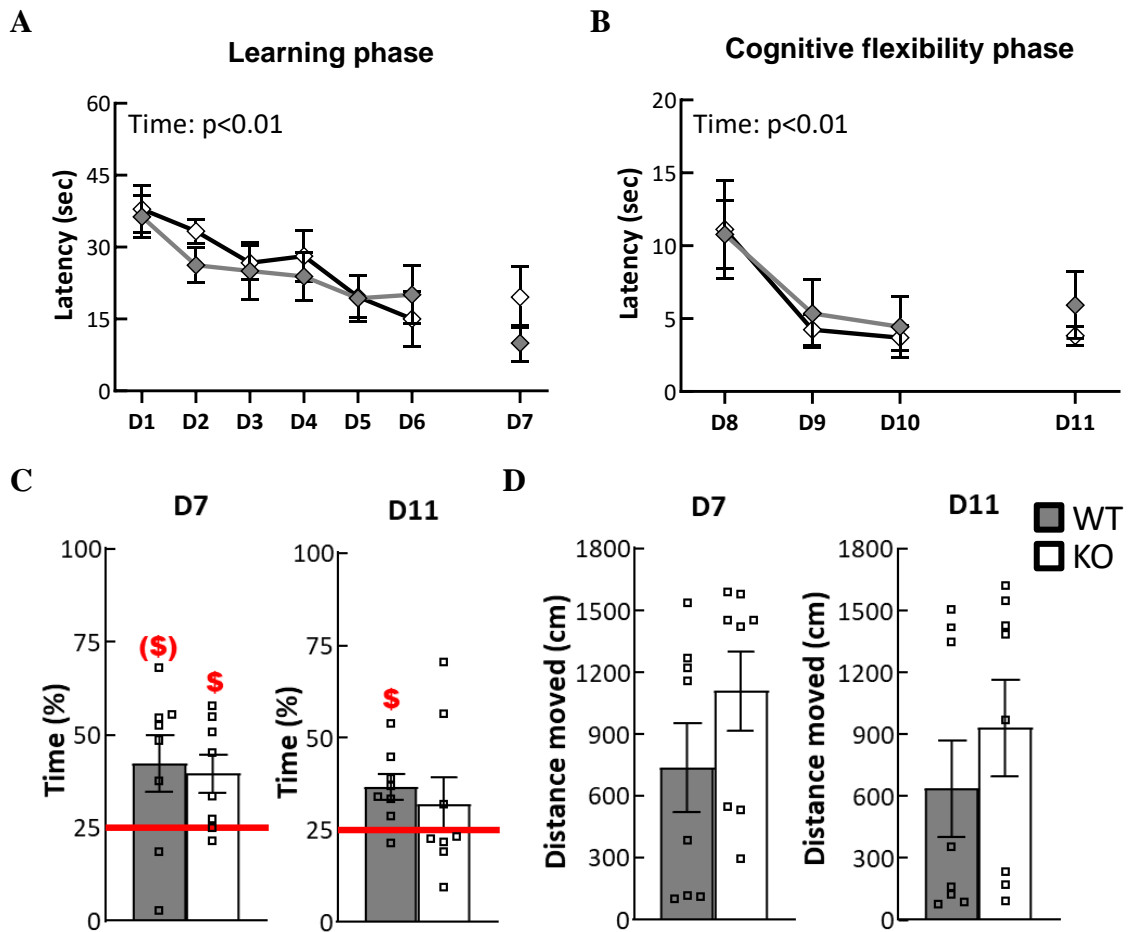 A
Learning phase
Latency (sec)
60
45
30
15
0
Time: p<0.01
D1 D2 D3 D4 D5 D6 D7
B
Cognitive flexibility phase
Latency (sec)
20
15
10
5
0
Time: p<0.01
D8 D9 D10 D11
C
D7
Time (%)
100
75
50
25
0
($)
$
D11
Time (%)
100
75
50
25
0
$
D
D7
Distance moved (cm)
1800
1500
1200
900
600
300
0
D11
Distance moved (cm)
1800
1500
1200
900
600
300
0
WT
KO